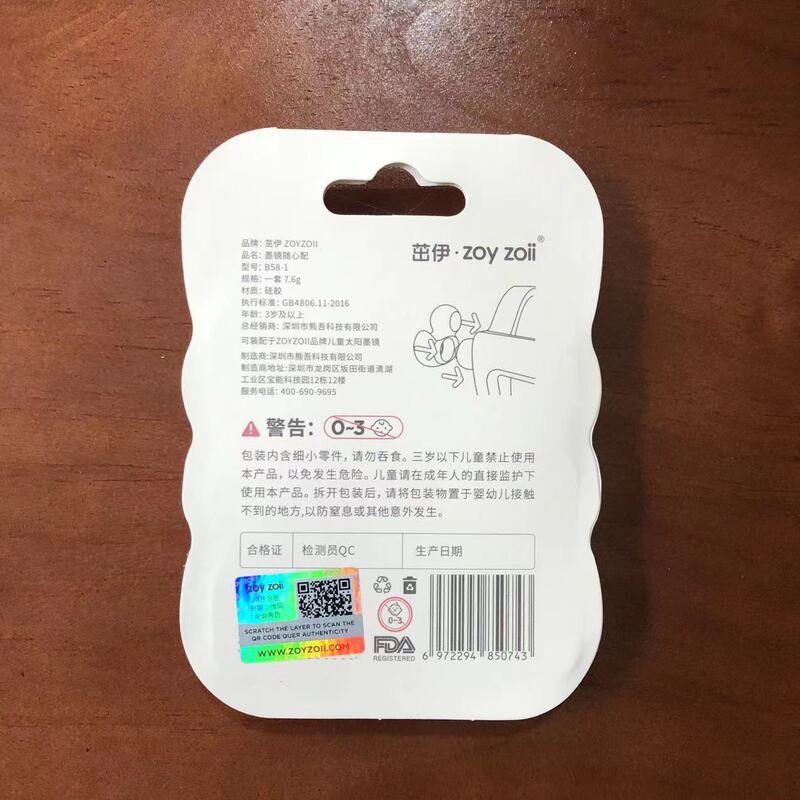 茁伊·zoy zoii®
品牌: 茁伊 ZOYZOII
品名: 墨镜随心配
型号: B58-1
规格: 一套 7.6g
材质: 硅胶
执行标准: GB4806.11-2016
年龄: 3岁及以上
总经销商: 深圳市熊吾科技有限公司
可装配于ZOYZOII品牌儿童太阳墨镜
制造商:深圳市熊吾科技有限公司
制造商地址:深圳市龙岗区坂田街道清湖
工业区宝能科技园12栋12楼
服务电话: 400-690-9695
警告: 0~3
包装内含细小零件，请勿吞食。三岁以下儿童禁止使用
本产品，以免发生危险。儿童请在成年人的直接监护下
使用本产品。拆开包装后，请将包装物置于婴幼儿接触
不到的地方,以防窒息或其他意外发生。
合格证 检测员QC 生产日期
zoy zoii
SCRATCH THE LAYER TO SCAN THE
QR CODE QUER AUTHENTICITY
WWW.ZOYZOII.COM
0-3
FDA
REGISTERED
6 972294 850743